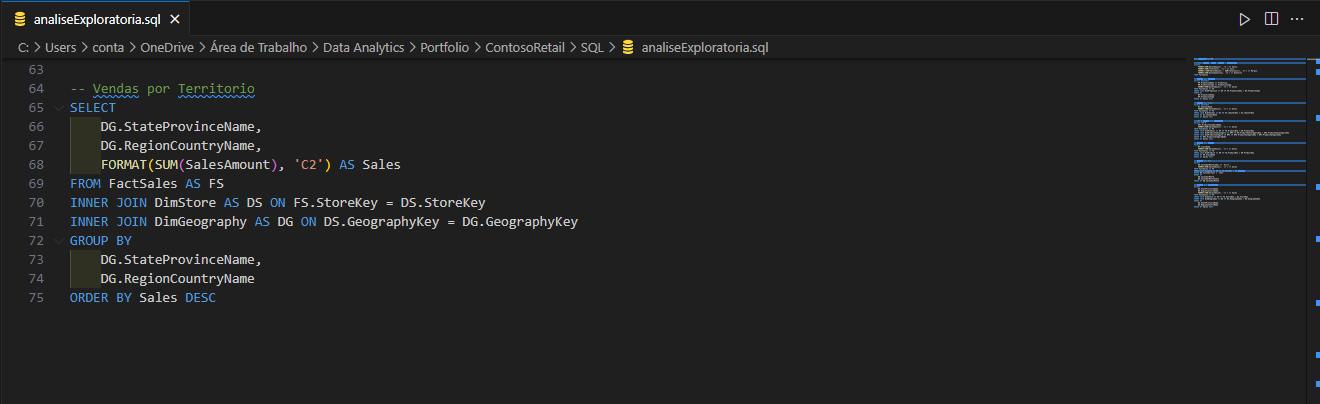 analiseExploratoria.sql
C: > Users > conta > OneDrive > Área de Trabalho > Data Analytics > Portfolio > ContosoRetail > SQL > analiseExploratoria.sql
63
64 -- Vendas por Territorio
65 SELECT
66 DG.StateProvinceName,
67 DG.RegionCountryName,
68 FORMAT(SUM(SalesAmount), 'C2') AS Sales
69 FROM FactSales AS FS
70 INNER JOIN DimStore AS DS ON FS.StoreKey = DS.StoreKey
71 INNER JOIN DimGeography AS DG ON DS.GeographyKey = DG.GeographyKey
72 GROUP BY
73 DG.StateProvinceName,
74 DG.RegionCountryName
75 ORDER BY Sales DESC